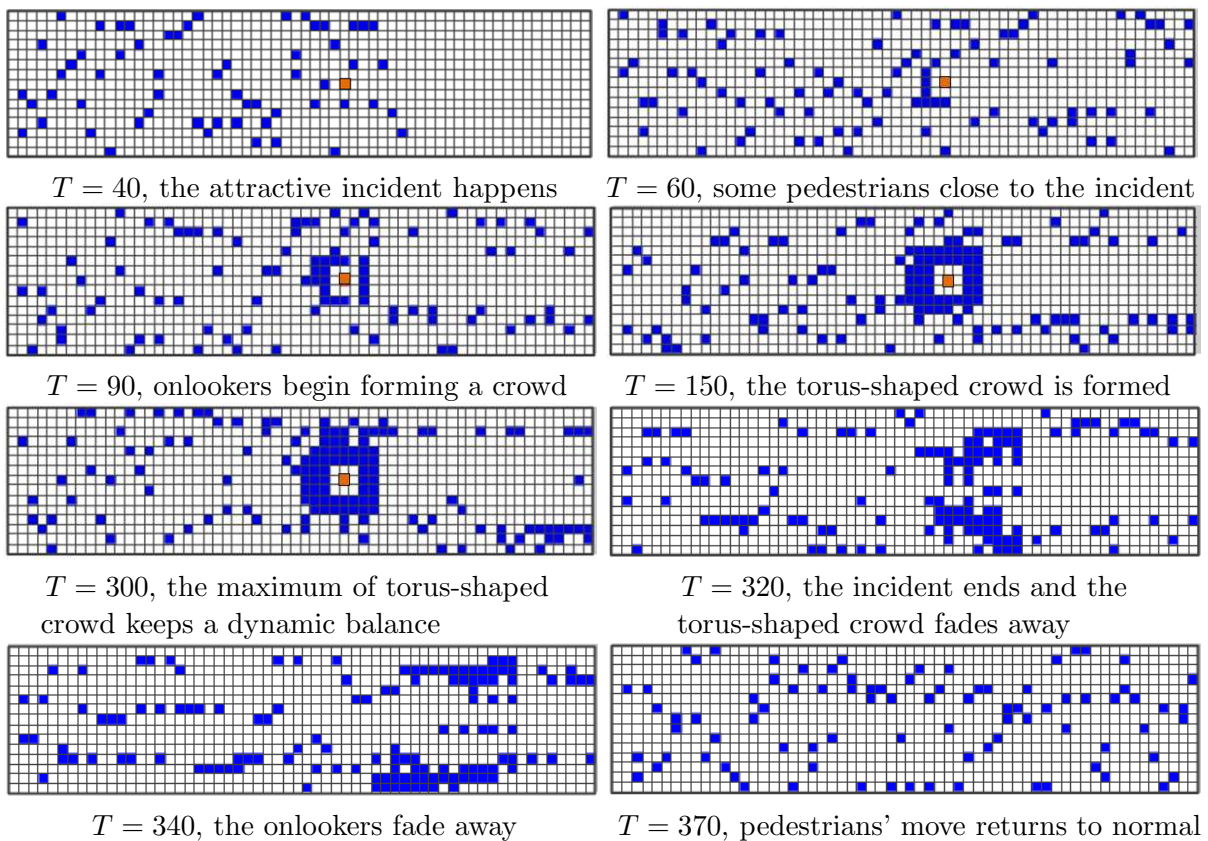 T = 40, the attractive incident happens
T = 60, some pedestrians close to the incident
T = 90, onlookers begin forming a crowd
T = 150, the torus-shaped crowd is formed
T = 300, the maximum of torus-shaped
crowd keeps a dynamic balance
T = 320, the incident ends and the
torus-shaped crowd fades away
T = 340, the onlookers fade away
T = 370, pedestrians' move returns to normal